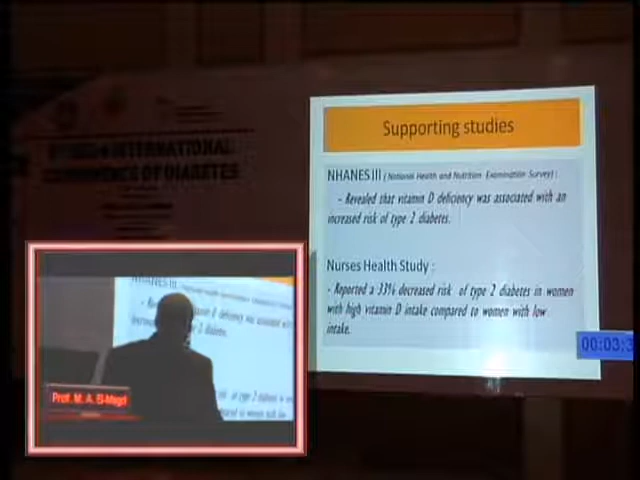 INTERNATIONAL
CONFERENCE OF DIABETES
Supporting studies
NHANES III ( National Health and Nutrition Examination Survey) :
- Revealed that vitamin D deficiency was associated with an
increased risk of type 2 diabetes.
Nurses Health Study :
- Reported a 33% decreased risk of type 2 diabetes in women
with high vitamin D intake compared to women with low
intake.
00:03:3
NHANES III
Prof. M. A. El-Magd